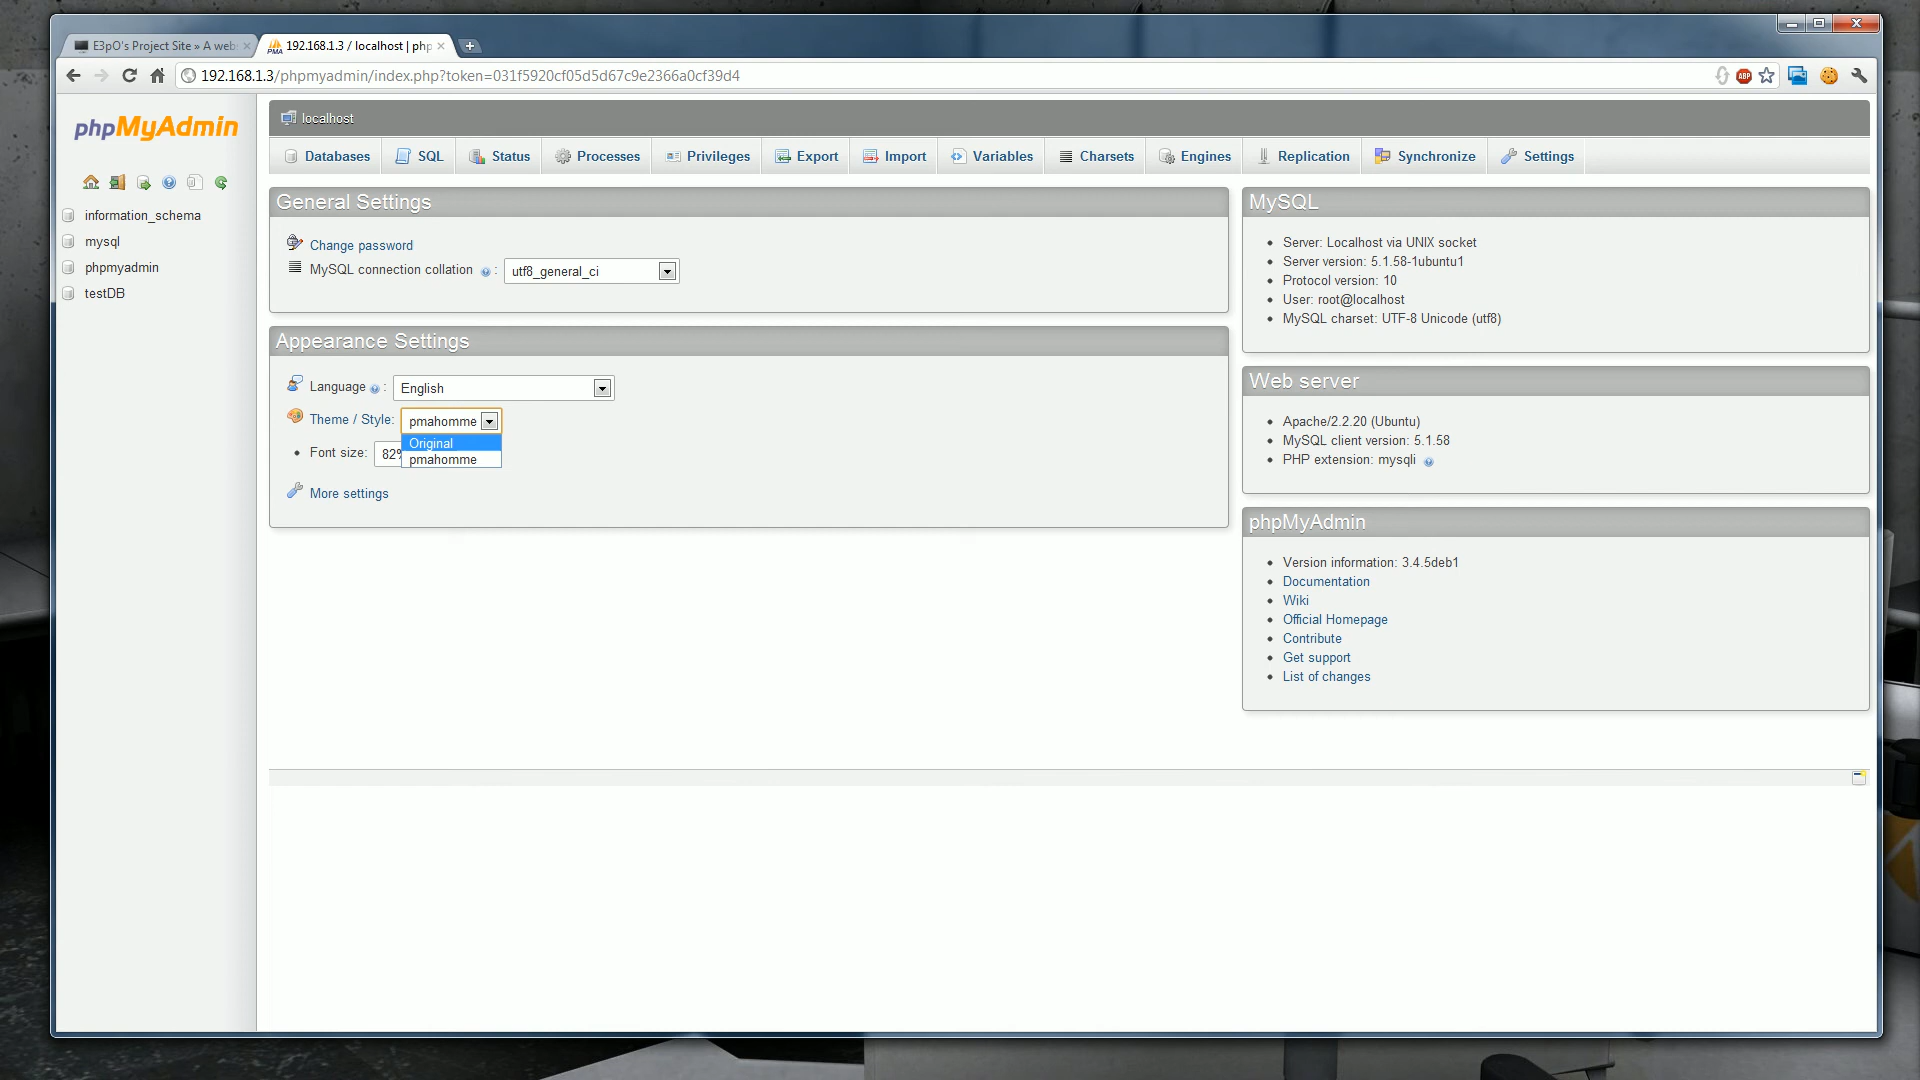 E3pO's Project Site » A web
192.168.1.3 / localhost | php
192.168.1.3/phpmyadmin/index.php?token=031f5920cf05d5d67c9e2366a0cf39d4
ABP
phpMyAdmin
information_schema
mysql
phpmyadmin
testDB
localhost
Databases
SQL
Status
Processes
Privileges
Export
Import
Variables
Charsets
Engines
Replication
Synchronize
Settings
General Settings
Change password
MySQL connection collation : utf8_general_ci
Appearance Settings
Language : English
Theme / Style: pmahomme
Original
pmahomme
Font size: 82%
More settings
MySQL
Server: Localhost via UNIX socket
Server version: 5.1.58-1ubuntu1
Protocol version: 10
User: root@localhost
MySQL charset: UTF-8 Unicode (utf8)
Web server
Apache/2.2.20 (Ubuntu)
MySQL client version: 5.1.58
PHP extension: mysqli
phpMyAdmin
Version information: 3.4.5deb1
Documentation
Wiki
Official Homepage
Contribute
Get support
List of changes